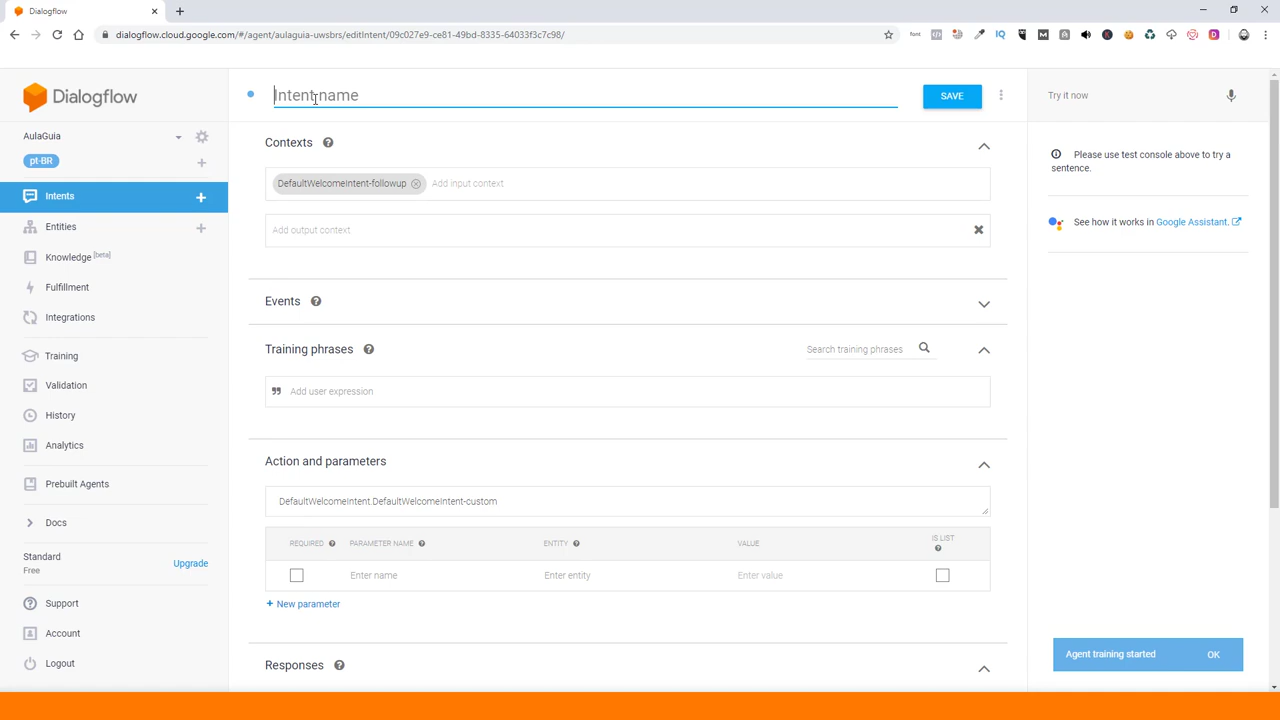 Dialogflow
dialogflow.cloud.google.com/#/agent/aulaguia-uwsbrs/editIntent/09c027e9-ce81-49bd-8335-64033f3c7c98/
Dialogflow
AulaGuia
pt-BR
Intents
Entities
Knowledge [beta]
Fulfillment
Integrations
Training
Validation
History
Analytics
Prebuilt Agents
Docs
Standard
Free
Upgrade
Support
Account
Logout
Intent name
SAVE
Contexts
DefaultWelcomeIntent-followup
Add input context
Add output context
Events
Training phrases
Search training phrases
Add user expression
Action and parameters
DefaultWelcomeIntent.DefaultWelcomeIntent-custom
REQUIRED PARAMETER NAME ENTITY VALUE IS LIST
Enter name Enter entity Enter value
+ New parameter
Responses
Try it now
Please use test console above to try a
sentence.
See how it works in Google Assistant.
Agent training started OK